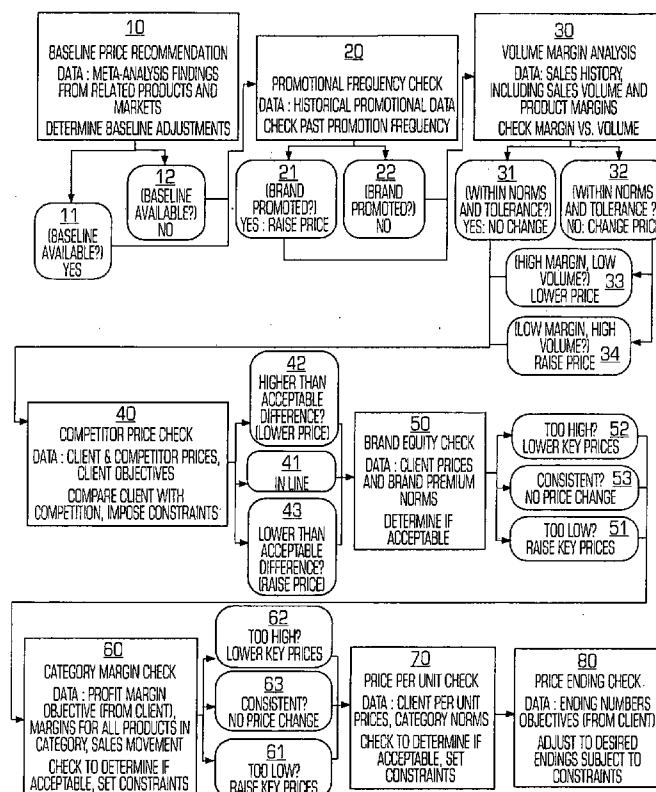 10
BASELINE PRICE RECOMMENDATION
DATA : META-ANALYSIS FINDINGS
FROM RELATED PRODUCTS AND
MARKETS
DETERMINE BASELINE ADJUSTMENTS
12
(BASELINE
AVAILABLE?)
NO
11
(BASELINE
AVAILABLE?)
YES
20
PROMOTIONAL FREQUENCY CHECK
DATA : HISTORICAL PROMOTIONAL DATA
CHECK PAST PROMOTION FREQUENCY
21
(BRAND
PROMOTED?)
YES : RAISE PRICE
22
(BRAND
PROMOTED?)
NO
30
VOLUME MARGIN ANALYSIS
DATA: SALES HISTORY,
INCLUDING SALES VOLUME AND
PRODUCT MARGINS
CHECK MARGIN VS. VOLUME
31
(WITHIN NORMS
AND TOLERANCE?)
YES: NO CHANGE
32
(WITHIN NORMS
AND TOLERANCE ?)
NO: CHANGE PRICE
(HIGH MARGIN, LOW
VOLUME?) 33
LOWER PRICE
(LOW MARGIN, HIGH
VOLUME?)
RAISE PRICE 34
40
COMPETITOR PRICE CHECK
DATA : CLIENT & COMPETITOR PRICES,
CLIENT OBJECTIVES
COMPARE CLIENT WITH
COMPETITION, IMPOSE CONSTRAINTS
42
HIGHER THAN
ACCEPTABLE
DIFFERENCE?
(LOWER PRICE)
41
IN LINE
43
LOWER THAN
ACCEPTABLE
DIFFERENCE?
(RAISE PRICE)
50
BRAND EQUITY CHECK
DATA : CLIENT PRICES
AND BRAND PREMIUM
NORMS
DETERMINE IF
ACCEPTABLE
TOO HIGH? 52
LOWER KEY PRICES
CONSISTENT? 53
NO PRICE CHANGE
TOO LOW? 51
RAISE KEY PRICES
60
CATEGORY MARGIN CHECK
DATA : PROFIT MARGIN
OBJECTIVE (FROM CLIENT),
MARGINS FOR ALL PRODUCTS IN
CATEGORY, SALES MOVEMENT
CHECK TO DETERMINE IF
ACCEPTABLE, SET CONSTRAINTS
62
TOO HIGH?
LOWER KEY PRICES
63
CONSISTENT?
NO PRICE CHANGE
61
TOO LOW?
RAISE KEY PRICES
70
PRICE PER UNIT CHECK
DATA : CLIENT PER UNIT
PRICES, CATEGORY NORMS
CHECK TO DETERMINE IF
ACCEPTABLE, SET
CONSTRAINTS
80
PRICE ENDING CHECK
DATA : ENDING NUMBERS
OBJECTIVES (FROM CLIENT)
ADJUST TO DESIRED
ENDINGS SUBJECT TO
CONSTRAINTS